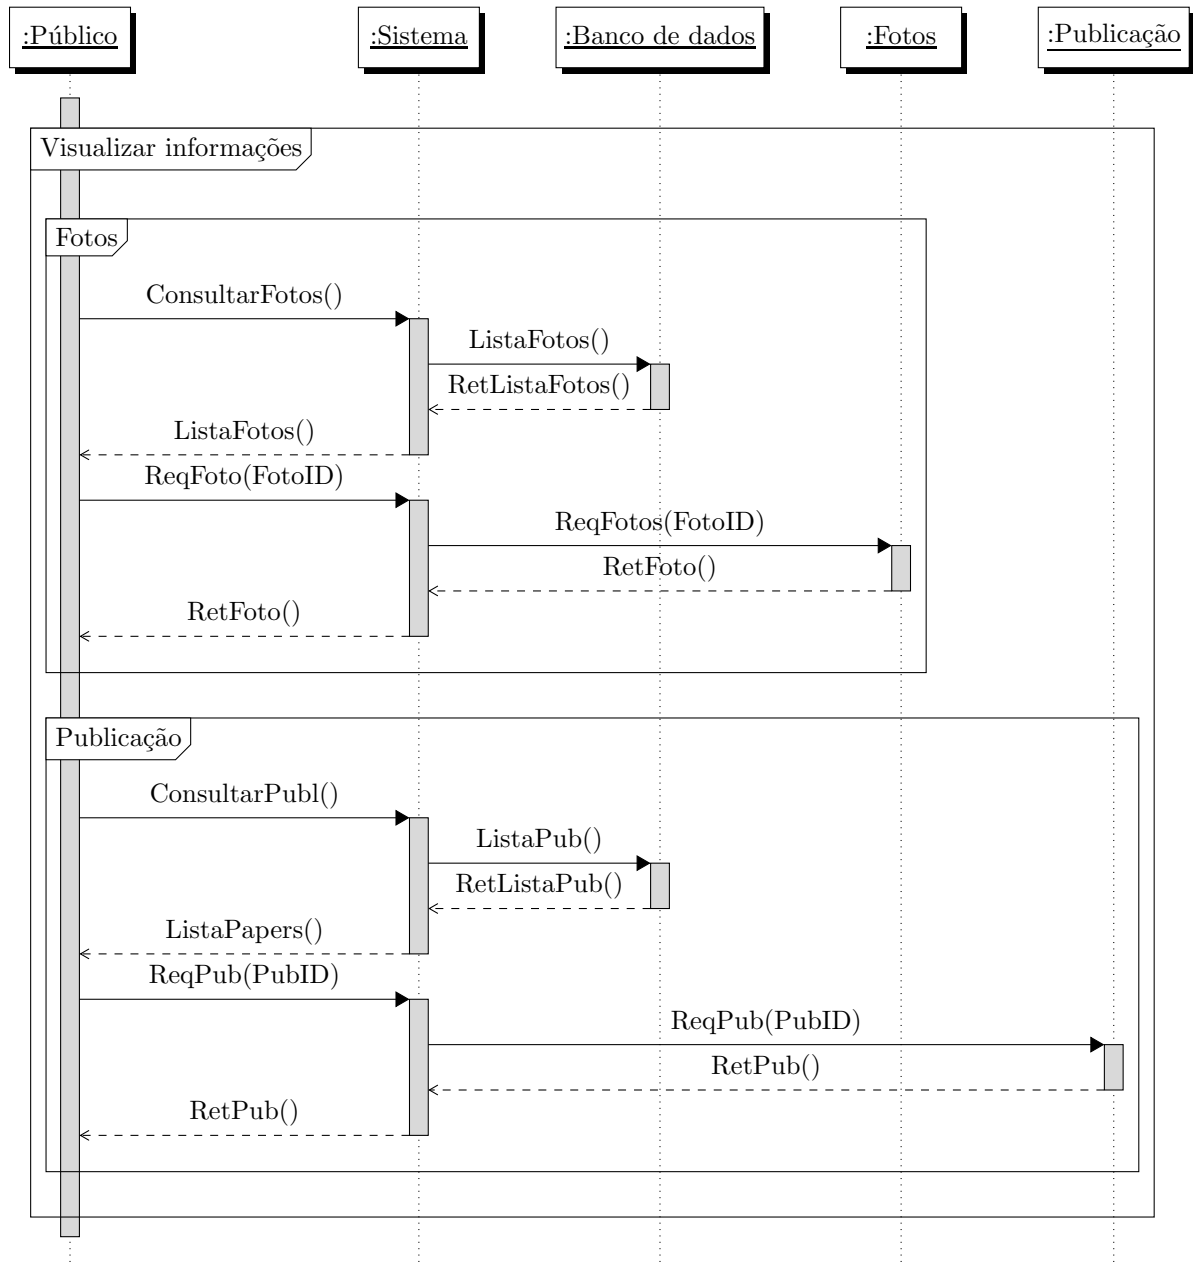 :Público
:Sistema
:Banco de dados
:Fotos
:Publicação
Visualizar informações
Fotos
ConsultarFotos()
ListaFotos()
RetListaFotos()
ListaFotos()
ReqFoto(FotoID)
ReqFotos(FotoID)
RetFoto()
RetFoto()
Publicação
ConsultarPubl()
ListaPub()
RetListaPub()
ListaPapers()
ReqPub(PubID)
ReqPub(PubID)
RetPub()
RetPub()